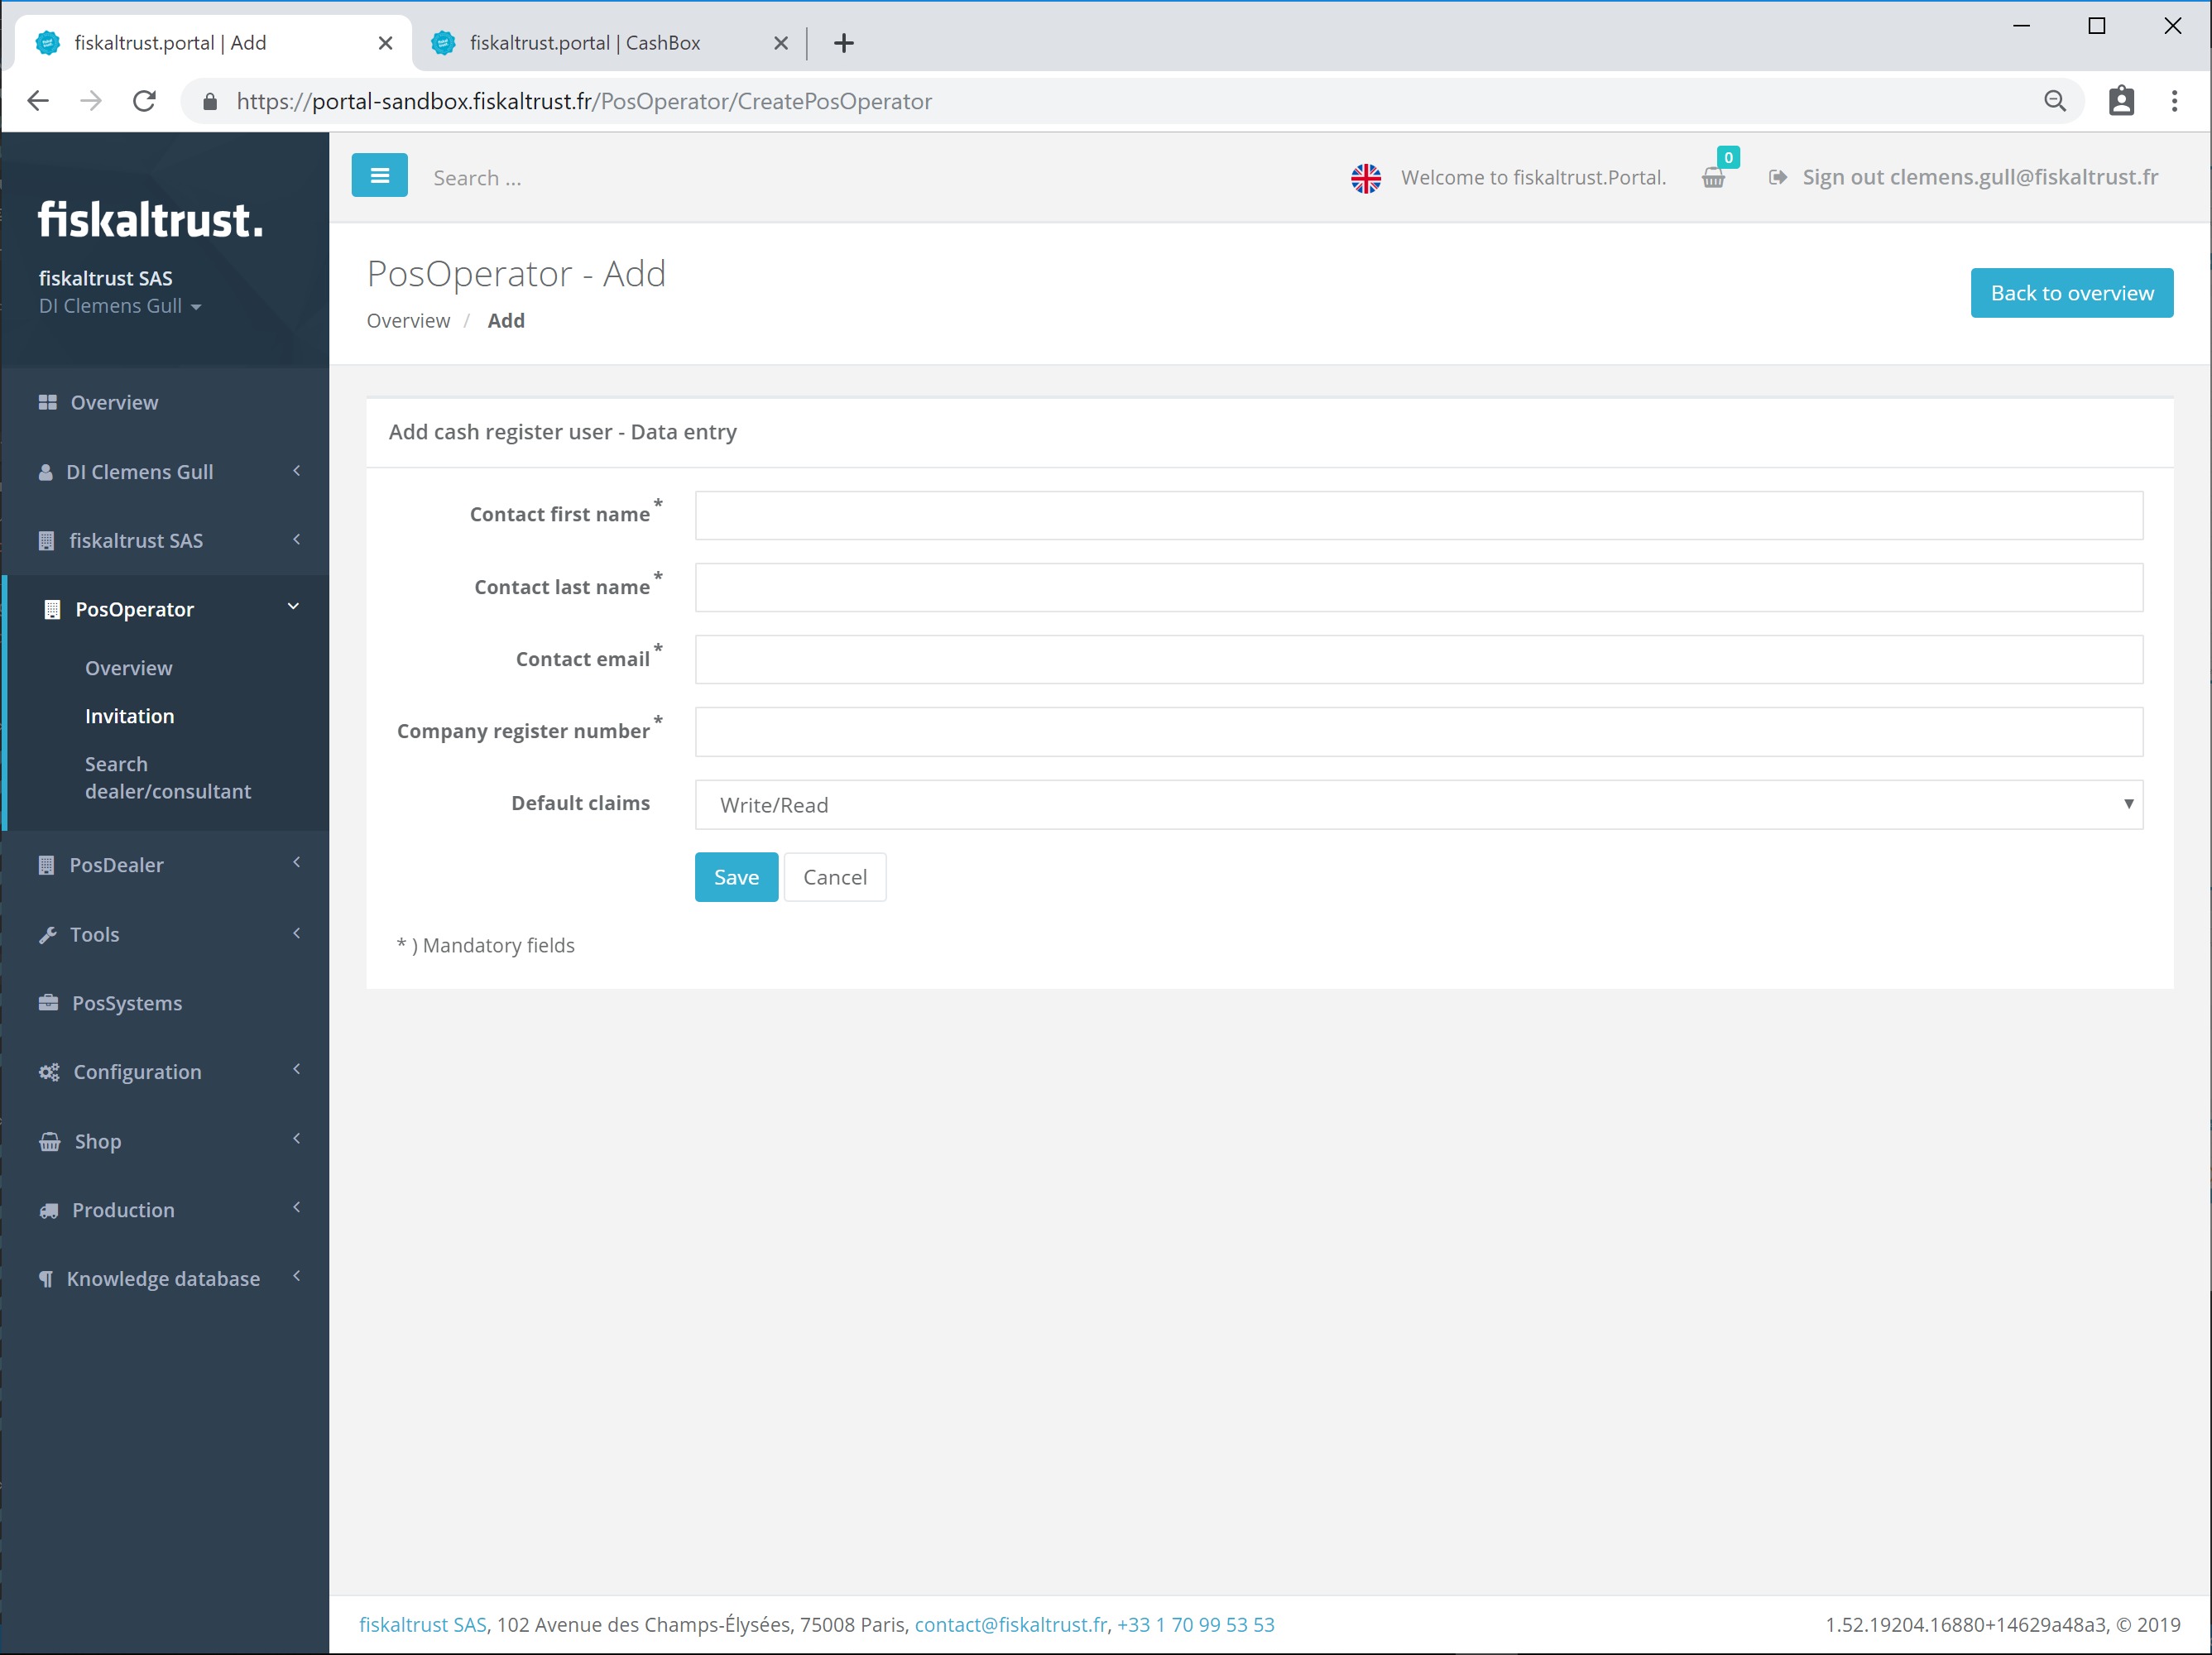 fiskaltrust.portal | Add
fiskaltrust.portal | CashBox
https://portal-sandbox.fiskaltrust.fr/PosOperator/CreatePosOperator
fiskaltrust.
fiskaltrust SAS
DI Clemens Gull
Overview
DI Clemens Gull
fiskaltrust SAS
PosOperator
Overview
Invitation
Search
dealer/consultant
PosDealer
Tools
PosSystems
Configuration
Shop
Production
Knowledge database
Search ...
Welcome to fiskaltrust.Portal.
0
Sign out clemens.gull@fiskaltrust.fr
PosOperator - Add
Overview / Add
Back to overview
Add cash register user - Data entry
Contact first name *
Contact last name *
Contact email *
Company register number *
Default claims
Write/Read
Save
Cancel
* ) Mandatory fields
fiskaltrust SAS, 102 Avenue des Champs-Élysées, 75008 Paris, contact@fiskaltrust.fr, +33 1 70 99 53 53
1.52.19204.16880+14629a48a3, © 2019